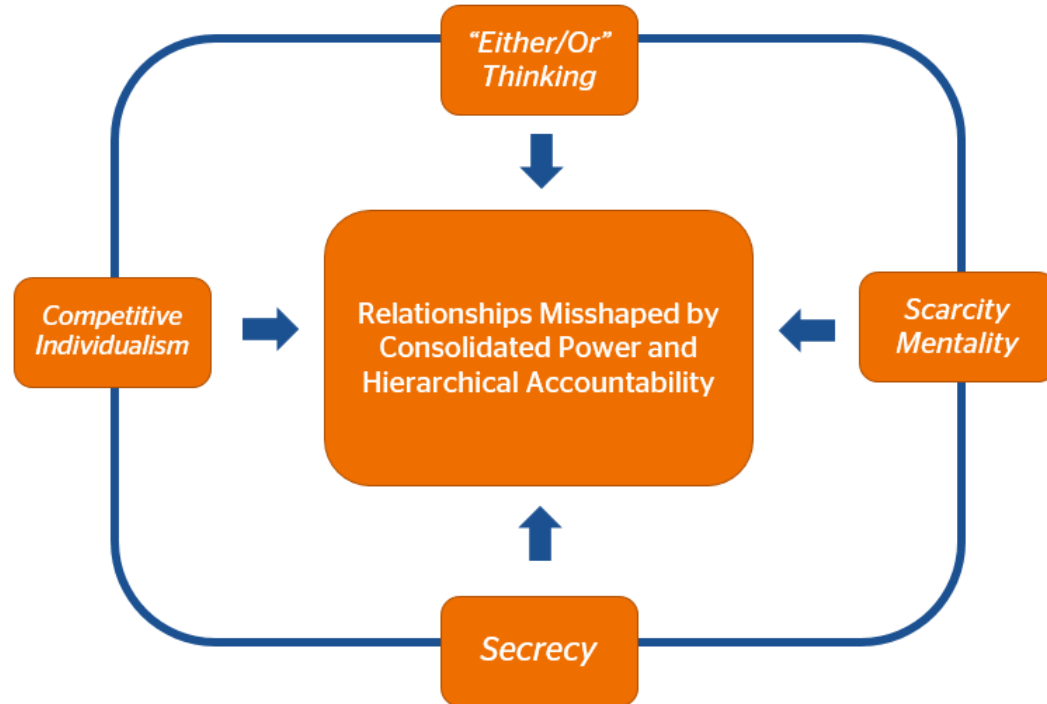 “Either/Or”
Thinking
Competitive
Individualism
Relationships Misshaped by
Consolidated Power and
Hierarchical Accountability
Scarcity
Mentality
Secrecy